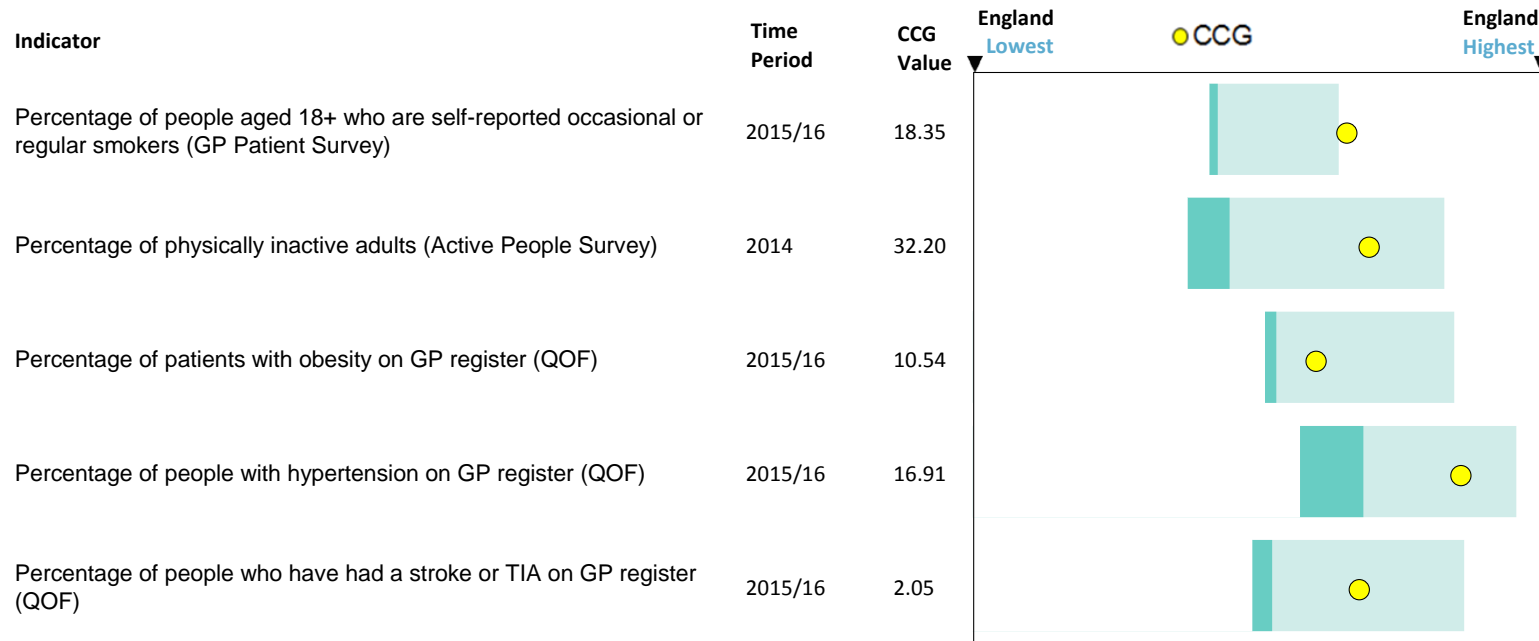 Indicator
Time
Period
CCG
Value
England
Lowest
CCG
England
Highest
Percentage of people aged 18+ who are self-reported occasional or
regular smokers (GP Patient Survey)
2015/16
18.35
Percentage of physically inactive adults (Active People Survey)
2014
32.20
Percentage of patients with obesity on GP register (QOF)
2015/16
10.54
Percentage of people with hypertension on GP register (QOF)
2015/16
16.91
Percentage of people who have had a stroke or TIA on GP register
(QOF)
2015/16
2.05